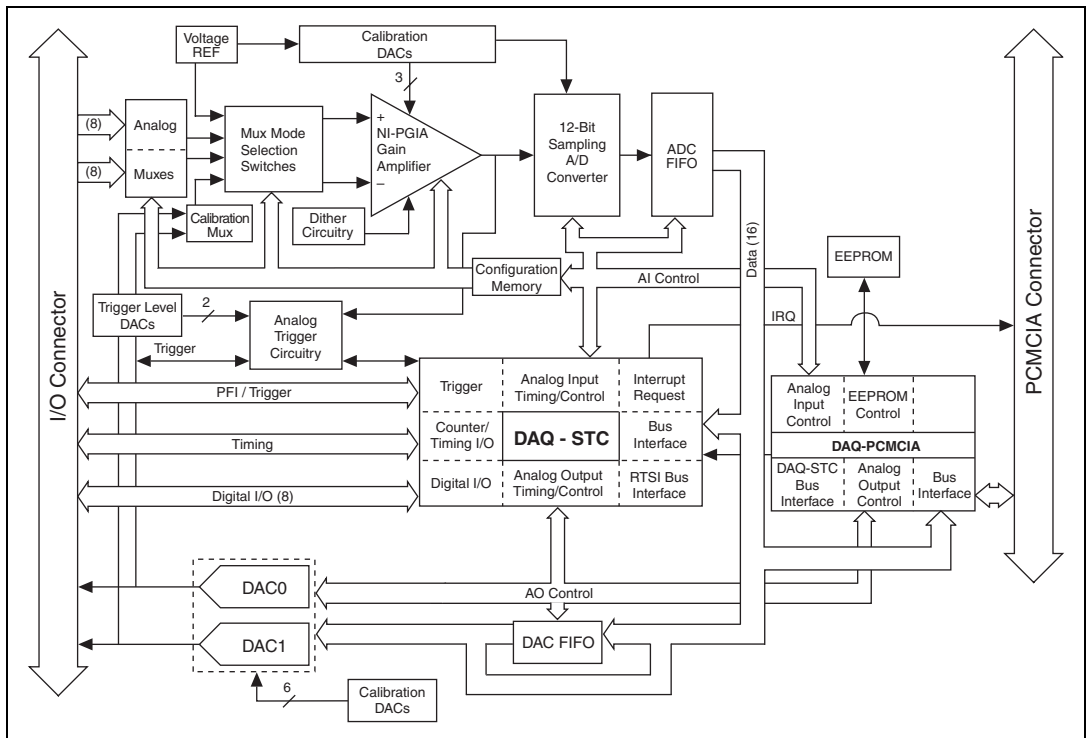 Voltage
REF
Calibration
DACs
3
(8)
(8)
Analog
Muxes
Mux Mode
Selection
Switches
+
NI-PGIA
Gain
Amplifier
–
12-Bit
Sampling
A/D
Converter
ADC
FIFO
Calibration
Mux
Dither
Circuitry
Configuration
Memory
AI Control
Data (16)
EEPROM
IRQ
Trigger Level
DACs
2
Analog
Trigger
Circuitry
Trigger
I/O Connector
PCMCIA Connector
PFI / Trigger
Timing
Digital I/O (8)
Trigger
Analog Input
Timing/Control
Interrupt
Request
Counter/
Timing I/O
DAQ - STC
Bus
Interface
Digital I/O
Analog Output
Timing/Control
RTSI Bus
Interface
Analog
Input
Control
EEPROM
Control
DAQ-PCMCIA
DAQ-STC
Bus
Interface
Analog
Output
Control
Bus
Interface
DAC0
AO Control
DAC1
DAC FIFO
6
Calibration
DACs